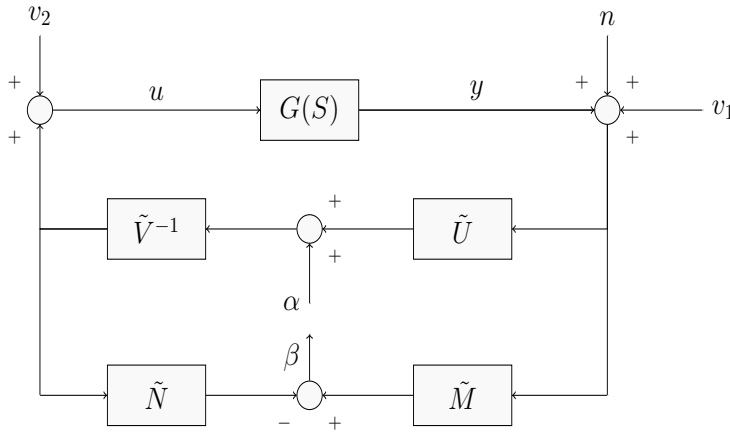 v₂ n
+ + +
u G(S) y v₁
+ +
+
Ṽ⁻¹ Ũ
+
α
β
Ñ M̃
− +